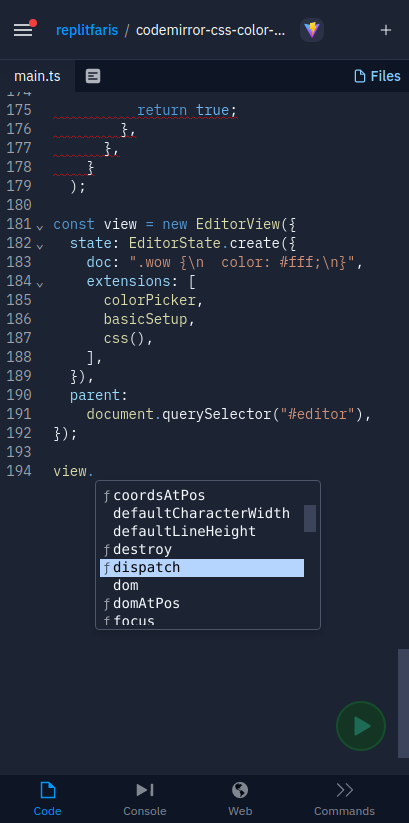 replitfaris / codemirror-css-color-...
main.ts
Files
174
175 return true;
176 },
177 },
178 }
179 );
180
181 const view = new EditorView({
182 state: EditorState.create({
183 doc: ".wow {\n  color: #fff;\n}",
184 extensions: [
185 colorPicker,
186 basicSetup,
187 css(),
188 ],
189 }),
190 parent:
191 document.querySelector("#editor"),
192 });
193
194 view.
ƒ coordsAtPos
defaultCharacterWidth
defaultLineHeight
ƒ destroy
ƒ dispatch
dom
ƒ domAtPos
ƒ focus
Code
Console
Web
Commands